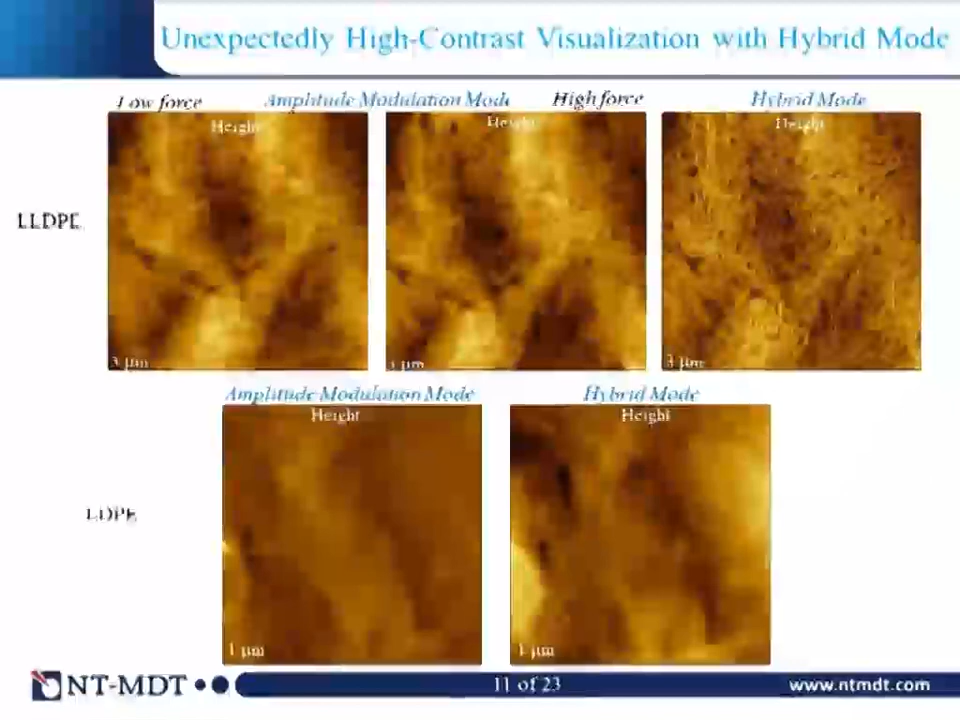 Unexpectedly High-Contrast Visualization with Hybrid Mode
Low force Amplitude Modulation Mode High force Hybrid Mode
Height Height Height
LLDPE
3 μm μm 3 μm
Amplitude Modulation Mode Hybrid Mode
Height Height
LDPE
1 μm 1 μm
NT-MDT 11 of 23 www.ntmdt.com